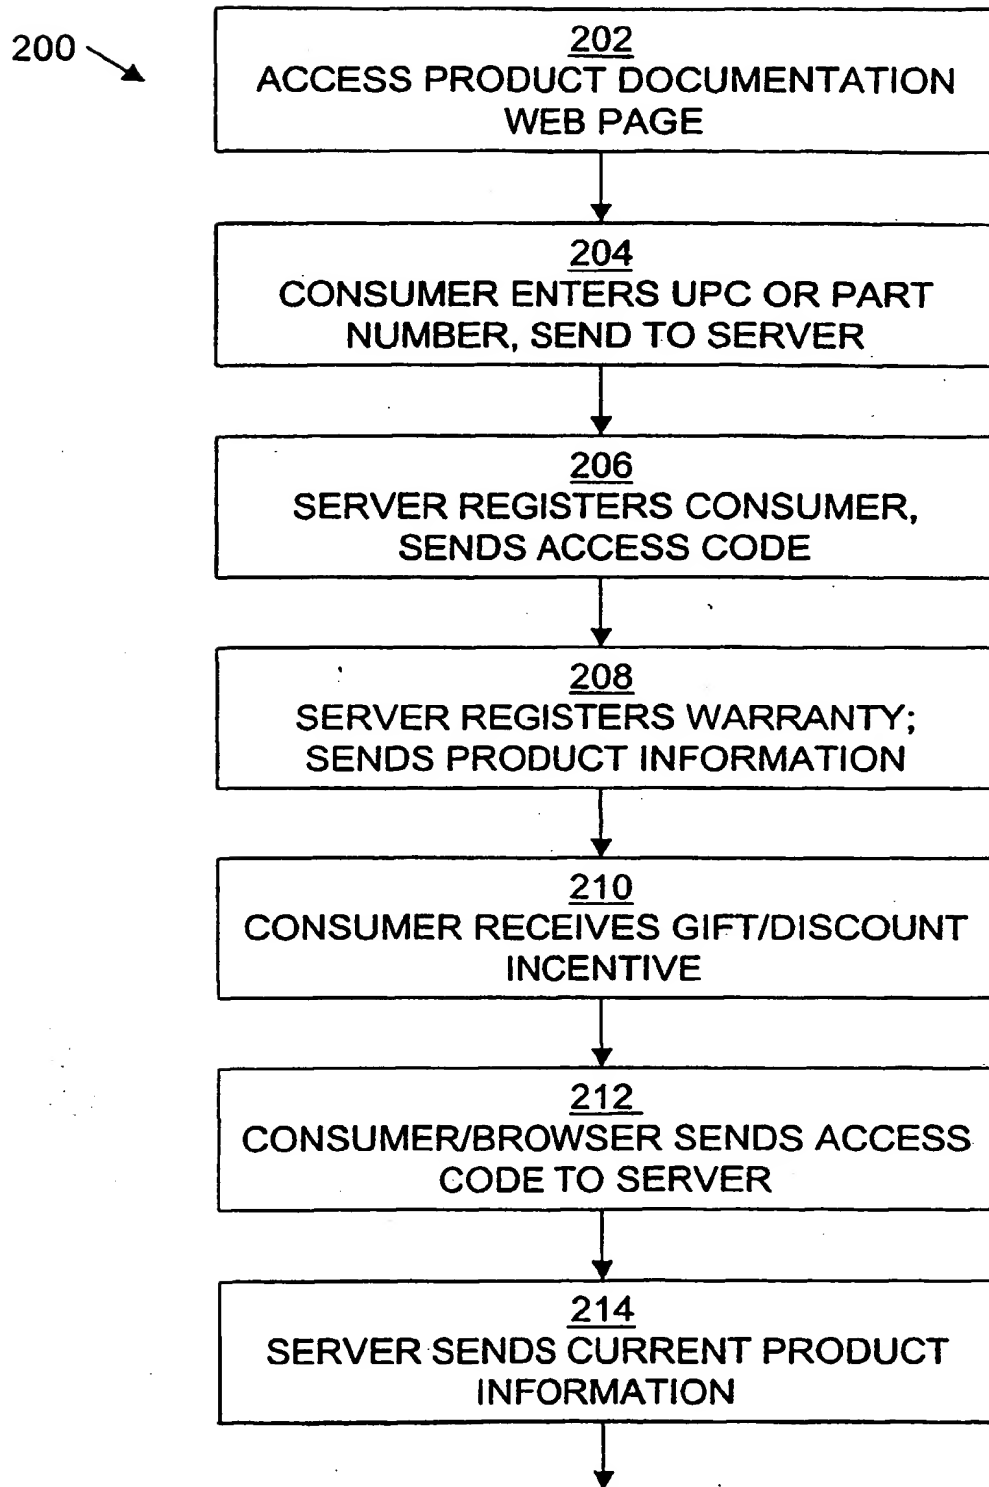 200
202
ACCESS PRODUCT DOCUMENTATION
WEB PAGE
204
CONSUMER ENTERS UPC OR PART
NUMBER, SEND TO SERVER
206
SERVER REGISTERS CONSUMER,
SENDS ACCESS CODE
208
SERVER REGISTERS WARRANTY;
SENDS PRODUCT INFORMATION
210
CONSUMER RECEIVES GIFT/DISCOUNT
INCENTIVE
212
CONSUMER/BROWSER SENDS ACCESS
CODE TO SERVER
214
SERVER SENDS CURRENT PRODUCT
INFORMATION